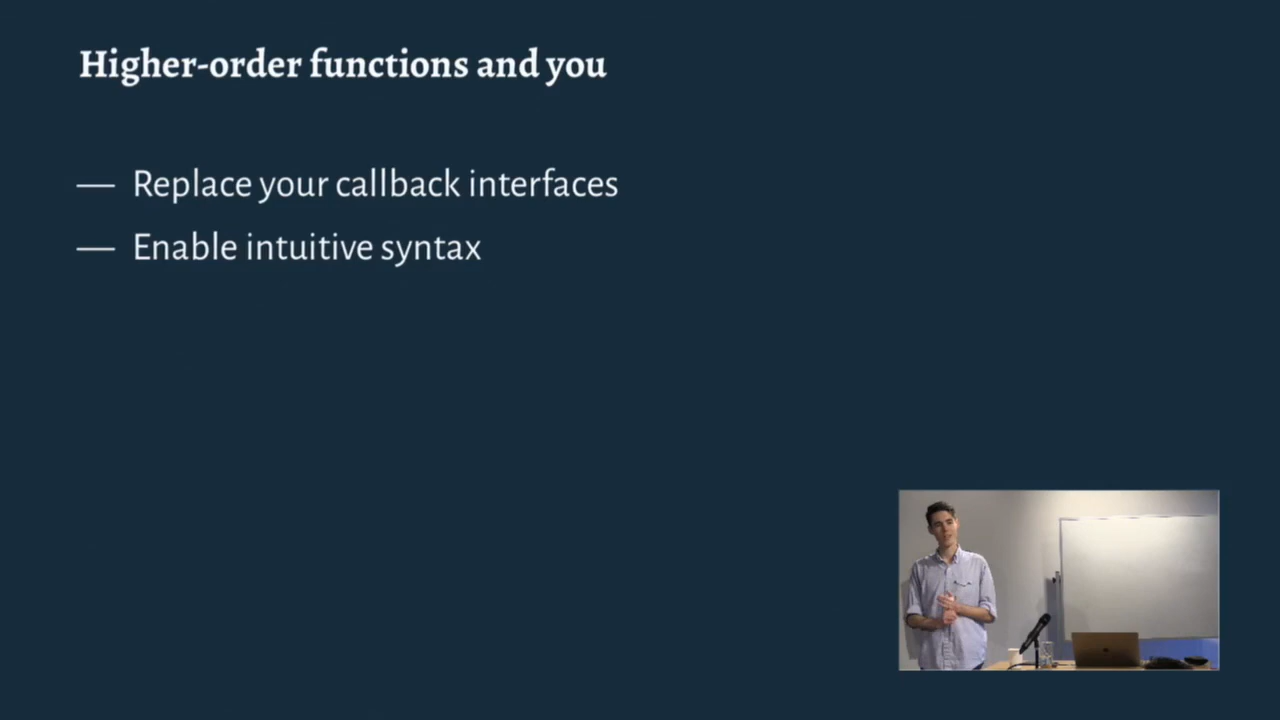 Higher-order functions and you
— Replace your callback interfaces
— Enable intuitive syntax